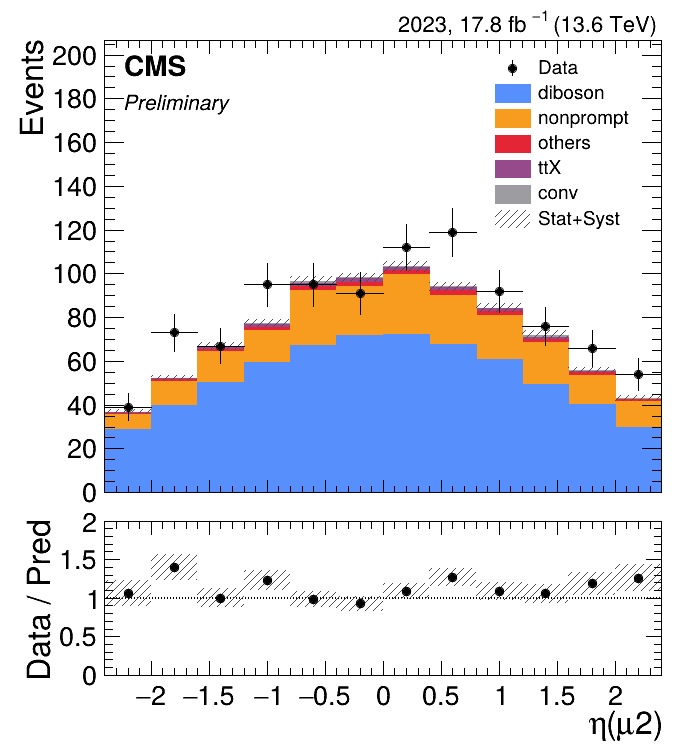 2023, 17.8 fb⁻¹ (13.6 TeV)
CMS
Preliminary
Events
200
180
160
140
120
100
80
60
40
20
0
Data
diboson
nonprompt
others
ttX
conv
Stat+Syst
Data / Pred
2
1.5
1
0.5
0
−2 −1.5 −1 −0.5 0 0.5 1 1.5 2
η(μ2)